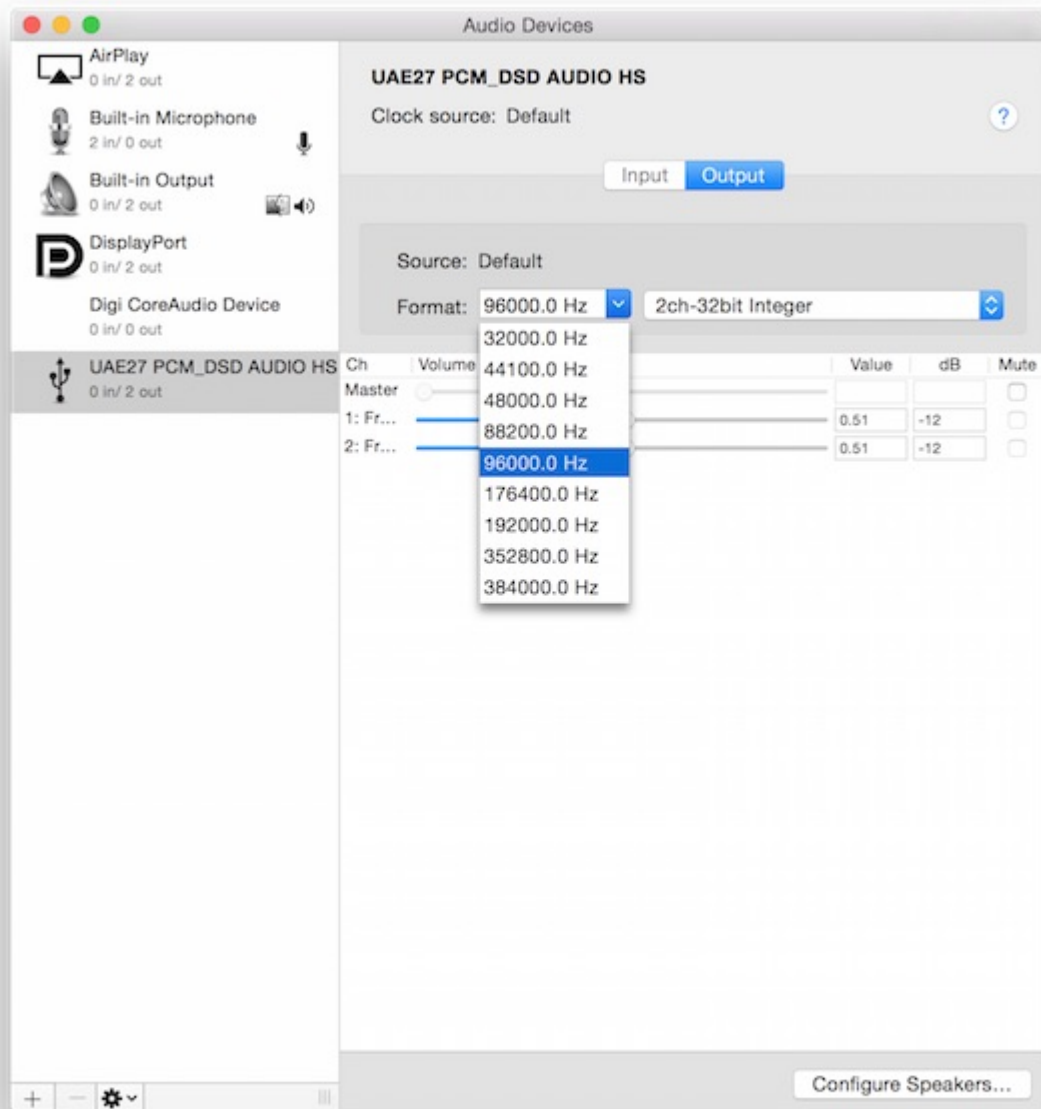 Audio Devices
AirPlay
0 in/ 2 out
Built-in Microphone
2 in/ 0 out
Built-in Output
0 in/ 2 out
DisplayPort
0 in/ 2 out
Digi CoreAudio Device
0 in/ 0 out
UAE27 PCM_DSD AUDIO HS
0 in/ 2 out
UAE27 PCM_DSD AUDIO HS
Clock source: Default
?
Input Output
Source: Default
Format: 96000.0 Hz 2ch-32bit Integer
32000.0 Hz
44100.0 Hz
48000.0 Hz
88200.0 Hz
96000.0 Hz
176400.0 Hz
192000.0 Hz
352800.0 Hz
384000.0 Hz
Ch Volume Value dB Mute
Master
1: Fr... 0.51 -12
2: Fr... 0.51 -12
Configure Speakers...